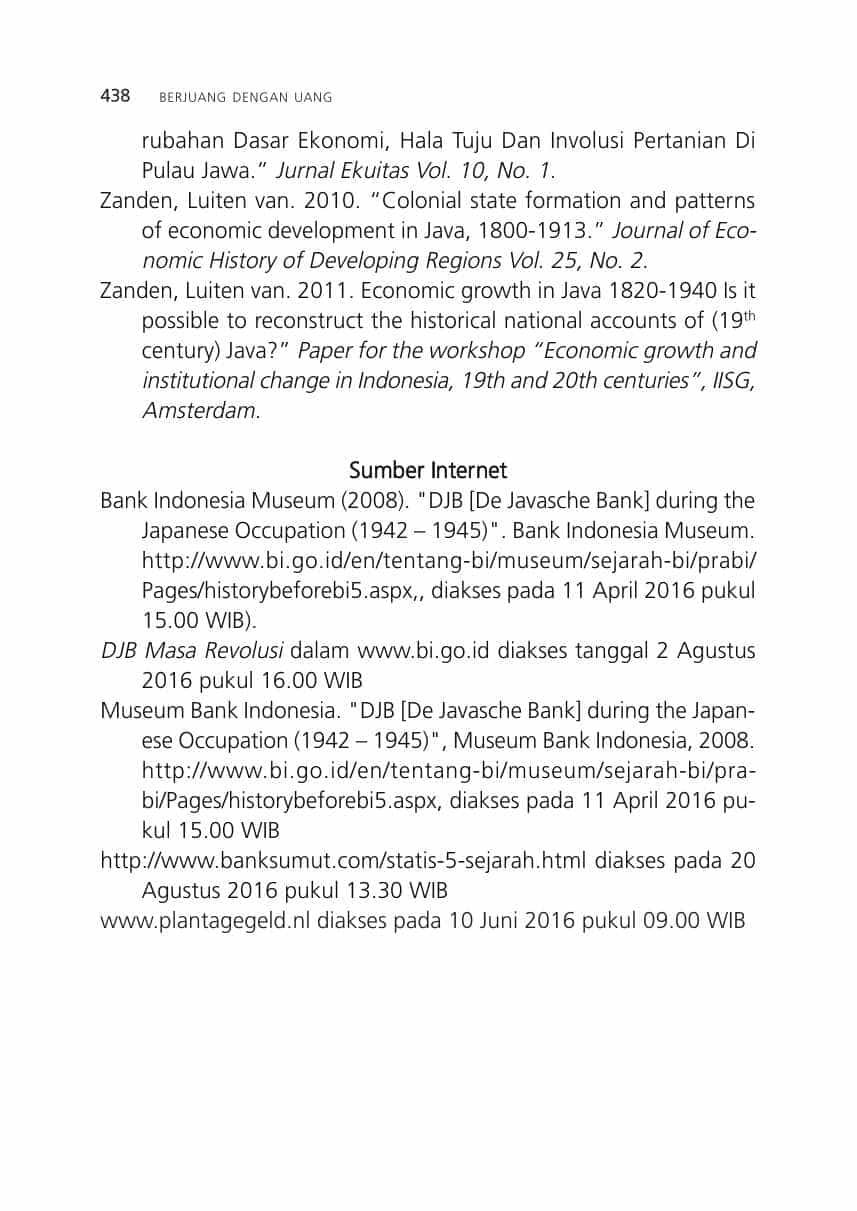 438 BERJUANG DENGAN UANG
rubahan Dasar Ekonomi, Hala Tuju Dan Involusi Pertanian Di
Pulau Jawa.” Jurnal Ekuitas Vol. 10, No. 1.
Zanden, Luiten van. 2010. “Colonial state formation and patterns
of economic development in Java, 1800-1913.” Journal of Eco-
nomic History of Developing Regions Vol. 25, No. 2.
Zanden, Luiten van. 2011. Economic growth in Java 1820-1940 Is it
possible to reconstruct the historical national accounts of (19th
century) Java?” Paper for the workshop “Economic growth and
institutional change in Indonesia, 19th and 20th centuries”, IISG,
Amsterdam.
Sumber Internet
Bank Indonesia Museum (2008). "DJB [De Javasche Bank] during the
Japanese Occupation (1942 – 1945)". Bank Indonesia Museum.
http://www.bi.go.id/en/tentang-bi/museum/sejarah-bi/prabi/
Pages/historybeforebi5.aspx,, diakses pada 11 April 2016 pukul
15.00 WIB).
DJB Masa Revolusi dalam www.bi.go.id diakses tanggal 2 Agustus
2016 pukul 16.00 WIB
Museum Bank Indonesia. "DJB [De Javasche Bank] during the Japan-
ese Occupation (1942 – 1945)", Museum Bank Indonesia, 2008.
http://www.bi.go.id/en/tentang-bi/museum/sejarah-bi/pra-
bi/Pages/historybeforebi5.aspx, diakses pada 11 April 2016 pu-
kul 15.00 WIB
http://www.banksumut.com/statis-5-sejarah.html diakses pada 20
Agustus 2016 pukul 13.30 WIB
www.plantagegeld.nl diakses pada 10 Juni 2016 pukul 09.00 WIB